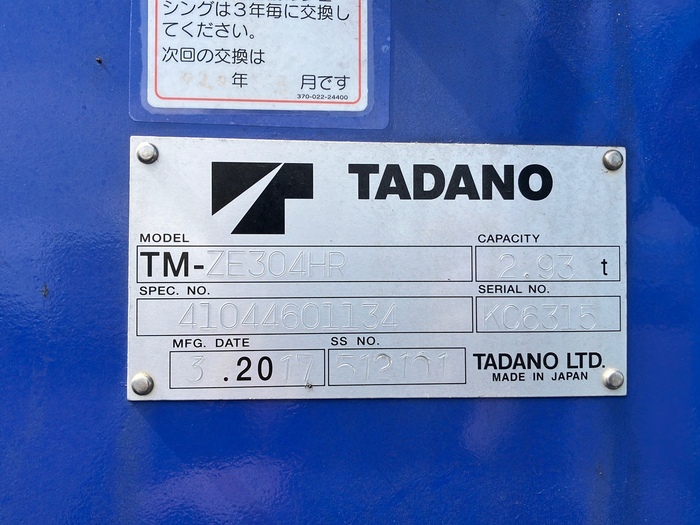 シングは3年毎に交換し
てください。
次回の交換は
年 月です
370-022-24400
TADANO
MODEL
TM-ZE304HR
CAPACITY
2.93 t
SPEC. NO.
41044601134
SERIAL NO.
KC6315
MFG. DATE
3 .2017
SS NO.
512101
TADANO LTD.
MADE IN JAPAN